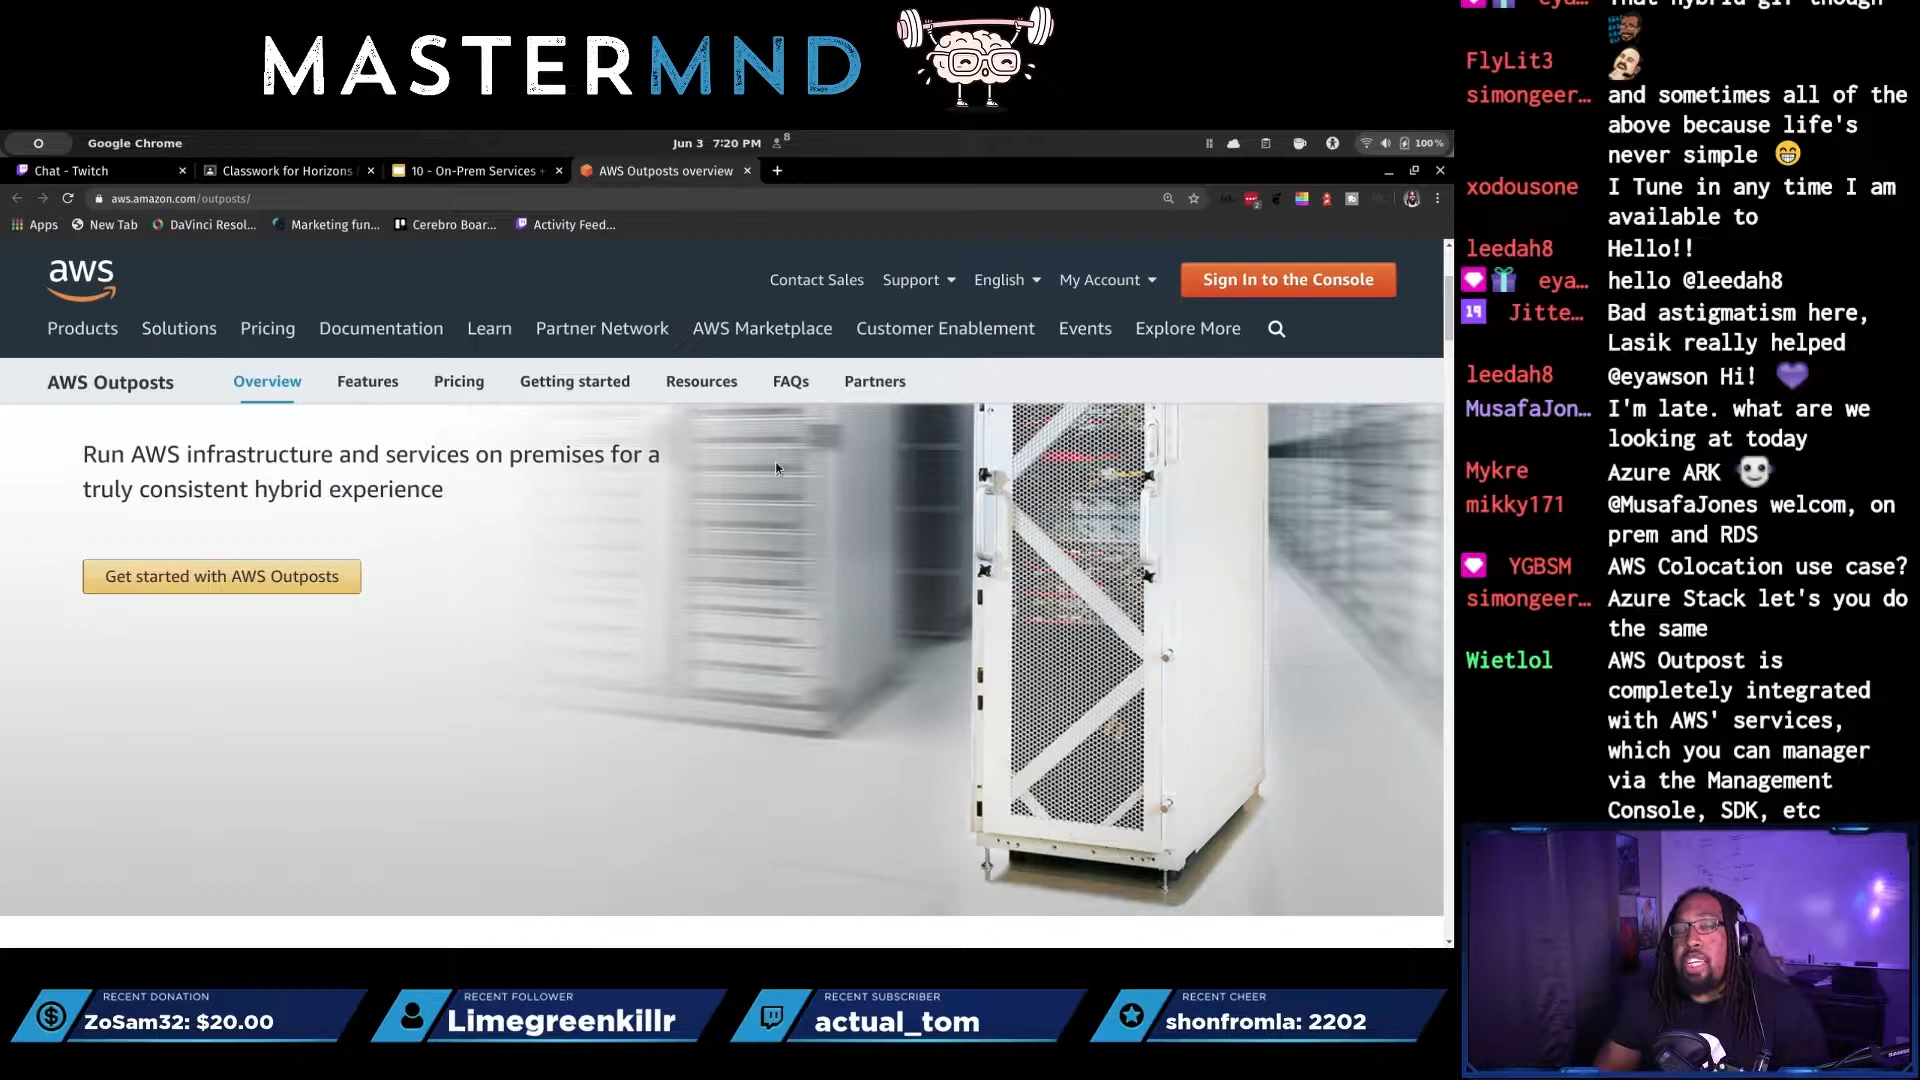 MASTERMND
Google Chrome
Jun 3 7:20 PM
8
100%
Chat - Twitch
Classwork for Horizons
10 - On-Prem Services +
AWS Outposts overview
aws.amazon.com/outposts/
Apps
New Tab
DaVinci Resol...
Marketing fun...
Cerebro Boar...
Activity Feed...
aws
Contact Sales
Support
English
My Account
Sign In to the Console
Products
Solutions
Pricing
Documentation
Learn
Partner Network
AWS Marketplace
Customer Enablement
Events
Explore More
AWS Outposts
Overview
Features
Pricing
Getting started
Resources
FAQs
Partners
Run AWS infrastructure and services on premises for a
truly consistent hybrid experience
Get started with AWS Outposts
FlyLit3
simongeer... and sometimes all of the
above because life's
never simple
xodousone I Tune in any time I am
available to
leedah8 Hello!!
eya... hello @leedah8
19 Jitte... Bad astigmatism here,
Lasik really helped
leedah8 @eyawson Hi!
MusafaJon... I'm late. what are we
looking at today
Mykre Azure ARK
mikky171 @MusafaJones welcom, on
prem and RDS
YGBSM AWS Colocation use case?
simongeer... Azure Stack let's you do
the same
Wietlol AWS Outpost is
completely integrated
with AWS' services,
which you can manager
via the Management
Console, SDK, etc
RECENT DONATION
ZoSam32: $20.00
RECENT FOLLOWER
Limegreenkillr
RECENT SUBSCRIBER
actual_tom
RECENT CHEER
shonfromla: 2202